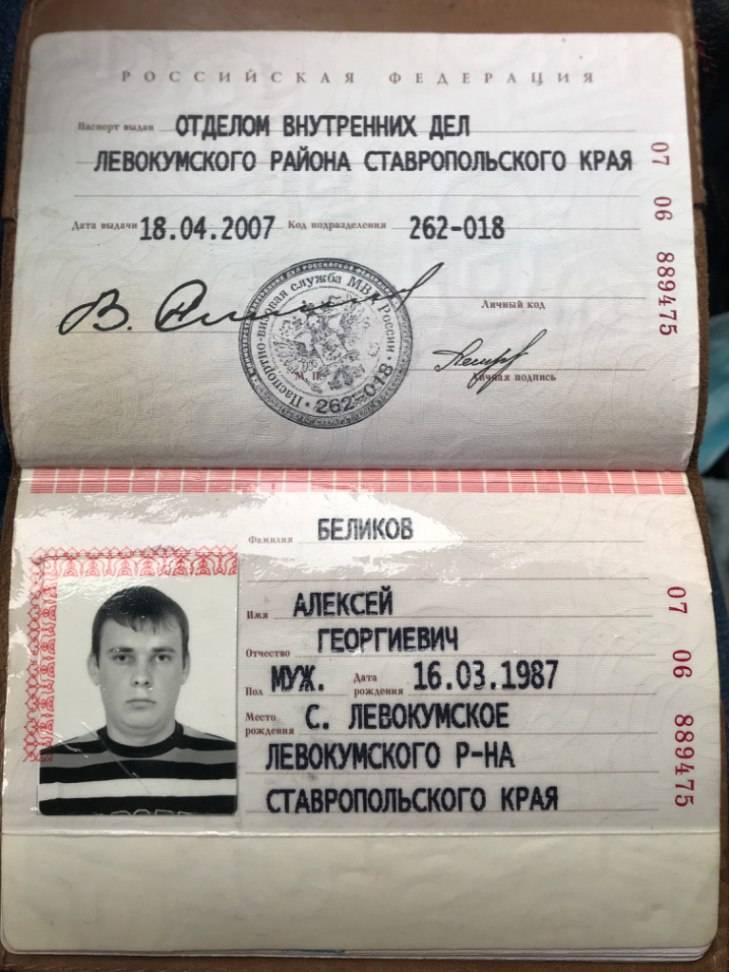 РОССИЙСКАЯ ФЕДЕРАЦИЯ
Паспорт выдан ОТДЕЛОМ ВНУТРЕННИХ ДЕЛ
ЛЕВОКУМСКОГО РАЙОНА СТАВРОПОЛЬСКОГО КРАЯ
Дата выдачи 18.04.2007 Код подразделения 262-018
Личный код
М. П.
Личная подпись
Паспортно-визовая служба МВД России · 262-018 ·
07 06 889475
Фамилия БЕЛИКОВ
Имя АЛЕКСЕЙ
Отчество ГЕОРГИЕВИЧ
Пол МУЖ. Дата рождения 16.03.1987
Место рождения С. ЛЕВОКУМСКОЕ
ЛЕВОКУМСКОГО Р-НА
СТАВРОПОЛЬСКОГО КРАЯ
07 06 889475